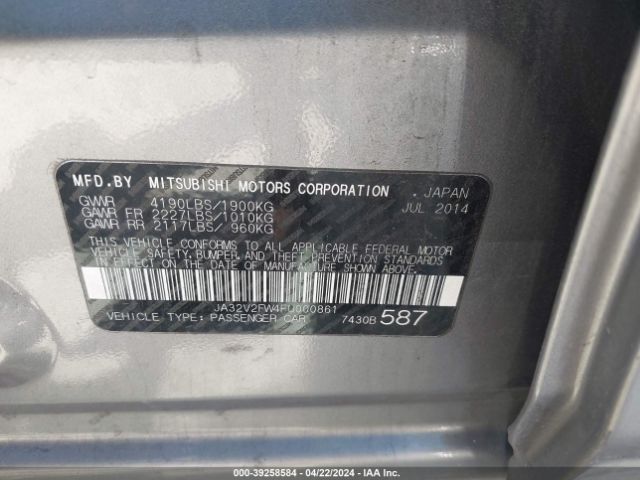 MFD.BY MITSUBISHI MOTORS CORPORATION . JAPAN
GVWR 4190LBS/1900KG JUL 2014
GAWR FR 2227LBS/1010KG
GAWR RR 2117LBS/ 960KG
THIS VEHICLE CONFORMS TO ALL APPLICABLE FEDERAL MOTOR
VEHICLE SAFETY, BUMPER, AND THEFT PREVENTION STANDARDS
IN EFFECT ON THE DATE OF MANUFACTURE SHOWN ABOVE.
JA32V2FW4FU000861
VEHICLE TYPE: PASSENGER CAR 7430B 587
000-39258584 - 04/22/2024 - IAA Inc.